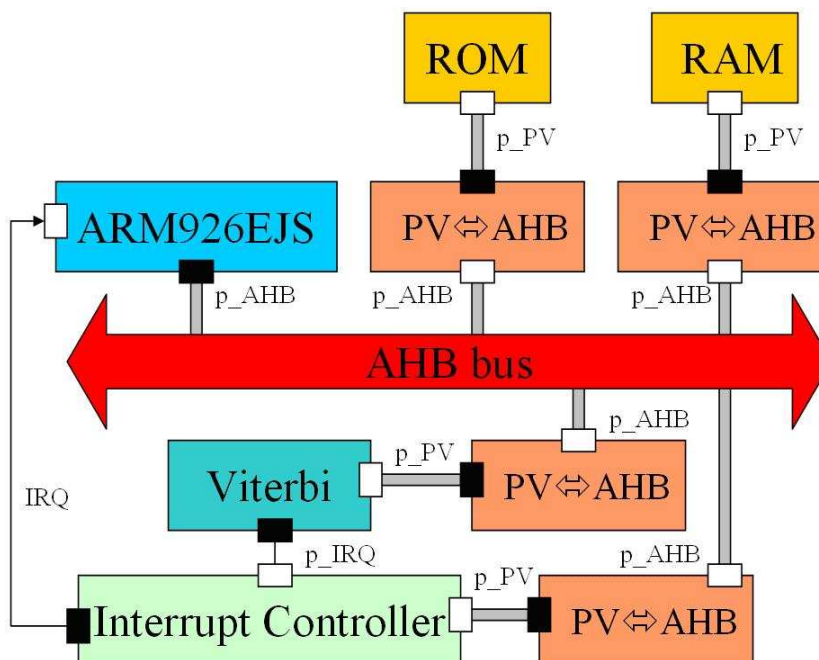 ROM
RAM
p_PV
p_PV
ARM926EJS
PV⇔AHB
PV⇔AHB
p_AHB
p_AHB
p_AHB
AHB bus
p_AHB
p_PV
Viterbi
PV⇔AHB
IRQ
p_IRQ
p_AHB
p_PV
Interrupt Controller
PV⇔AHB